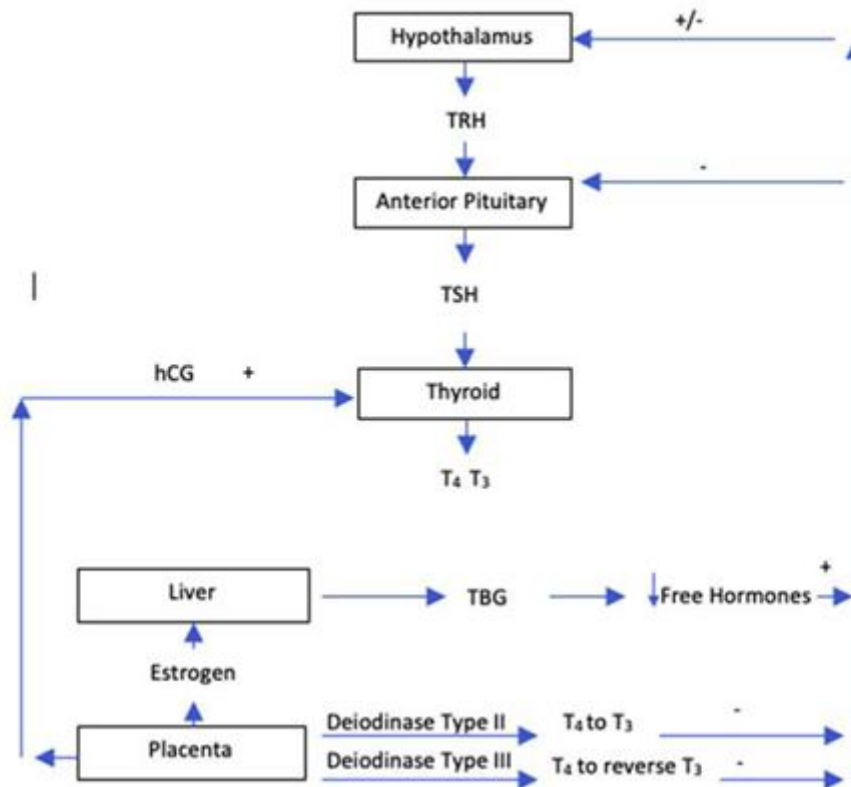 Hypothalamus
+/-
TRH
Anterior Pituitary
-
TSH
hCG +
Thyroid
T₄ T₃
Liver
TBG
Free Hormones
+
Estrogen
Placenta
Deiodinase Type II
T₄ to T₃
-
Deiodinase Type III
T₄ to reverse T₃
-